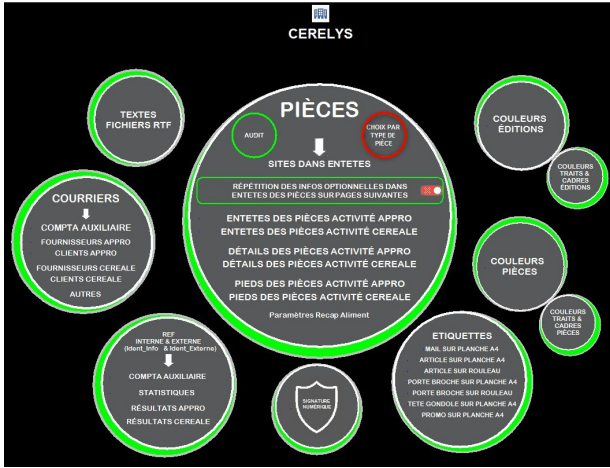 CERELYS
TEXTES
FICHIERS RTF
PIÈCES
AUDIT
CHOIX PAR
TYPE DE
PIÈCE
SITES DANS ENTETES
RÉPÉTITION DES INFOS OPTIONNELLES DANS
ENTETES DES PIÈCES SUR PAGES SUIVANTES
ENTETES DES PIÈCES ACTIVITÉ APPRO
ENTETES DES PIÈCES ACTIVITÉ CEREALE
DÉTAILS DES PIÈCES ACTIVITÉ APPRO
DÉTAILS DES PIÈCES ACTIVITÉ CEREALE
PIEDS DES PIÈCES ACTIVITÉ APPRO
PIEDS DES PIÈCES ACTIVITÉ CEREALE
Paramètres Recap Aliment
COULEURS
ÉDITIONS
COULEURS
TRAITS &
CADRES
ÉDITIONS
COURRIERS
COMPTA AUXILIAIRE
FOURNISSEURS APPRO
CLIENTS APPRO
FOURNISSEURS CEREALE
CLIENTS CEREALE
AUTRES
COULEURS
PIÈCES
COULEURS
TRAITS &
CADRES
PIÈCES
REF
INTERNE & EXTERNE
(Ident_Info & Ident_Externe)
COMPTA AUXILIAIRE
STATISTIQUES
RÉSULTATS APPRO
RÉSULTATS CEREALE
SIGNATURE
NUMÉRIQUE
ETIQUETTES
MAIL SUR PLANCHE A4
ARTICLE SUR PLANCHE A4
ARTICLE SUR ROULEAU
PORTE BROCHE SUR PLANCHE A4
PORTE BROCHE SUR ROULEAU
TETE GONDOLE SUR PLANCHE A4
PROMO SUR PLANCHE A4